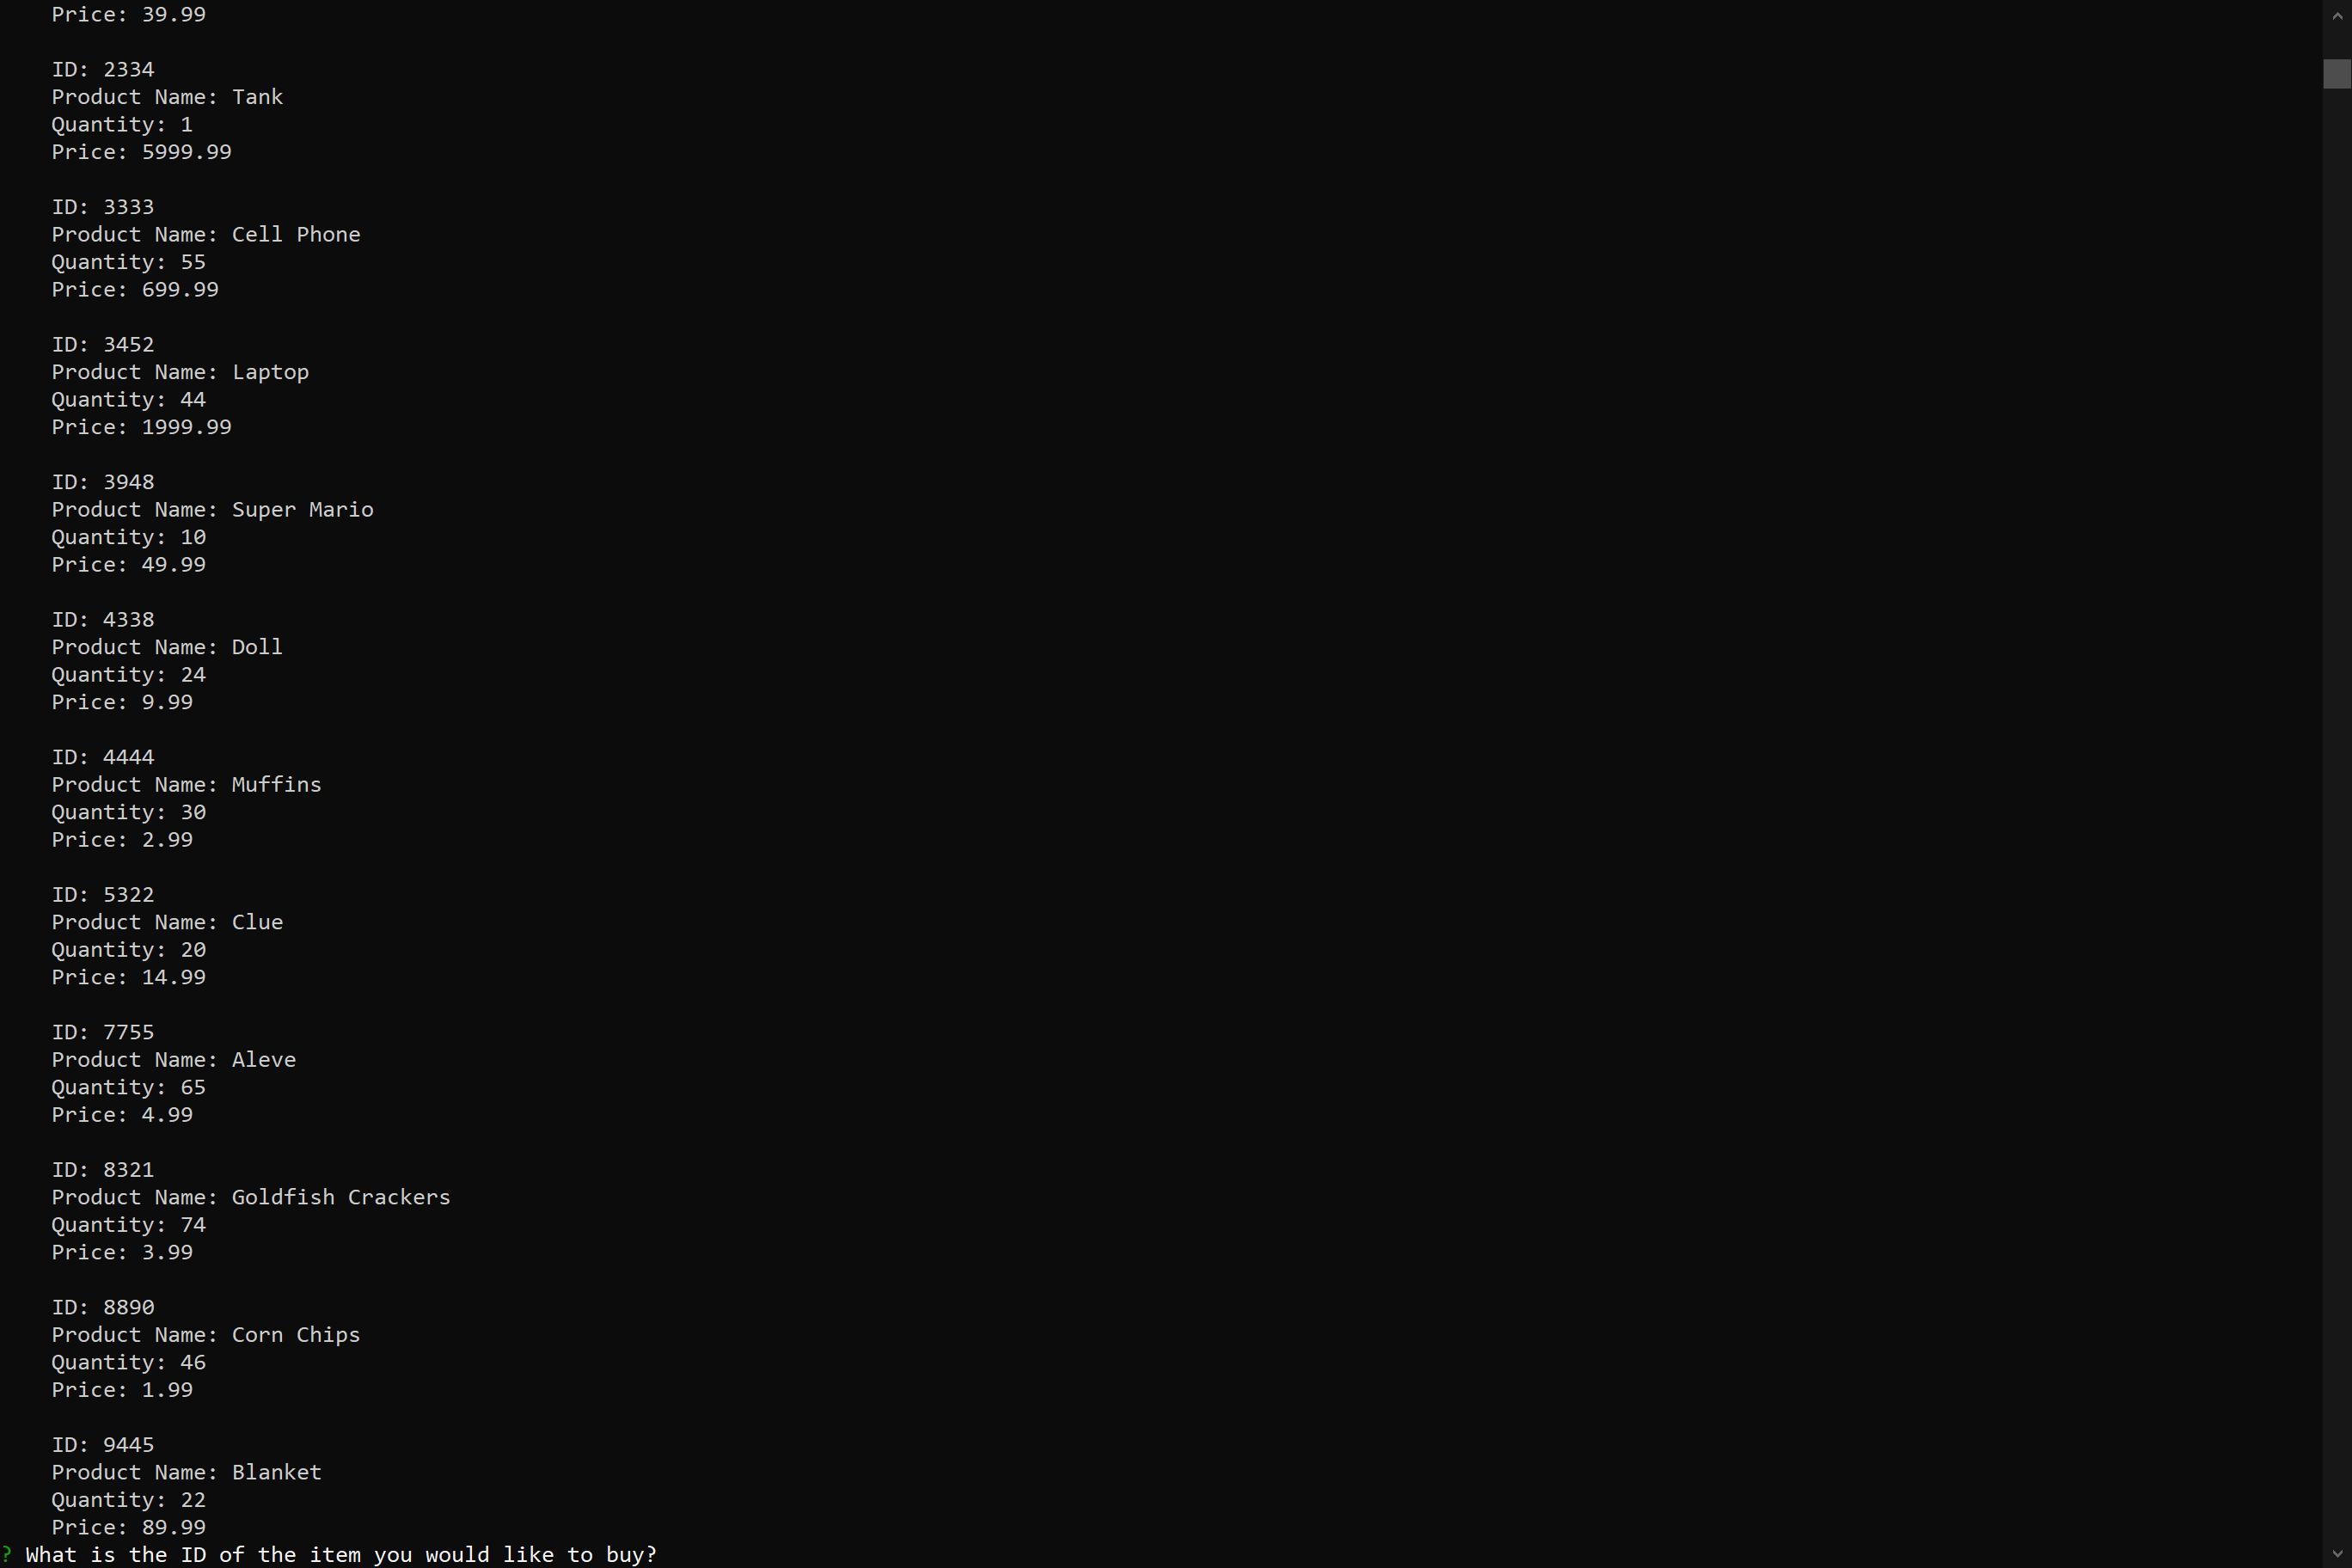 Price: 39.99
ID: 2334
Product Name: Tank
Quantity: 1
Price: 5999.99
ID: 3333
Product Name: Cell Phone
Quantity: 55
Price: 699.99
ID: 3452
Product Name: Laptop
Quantity: 44
Price: 1999.99
ID: 3948
Product Name: Super Mario
Quantity: 10
Price: 49.99
ID: 4338
Product Name: Doll
Quantity: 24
Price: 9.99
ID: 4444
Product Name: Muffins
Quantity: 30
Price: 2.99
ID: 5322
Product Name: Clue
Quantity: 20
Price: 14.99
ID: 7755
Product Name: Aleve
Quantity: 65
Price: 4.99
ID: 8321
Product Name: Goldfish Crackers
Quantity: 74
Price: 3.99
ID: 8890
Product Name: Corn Chips
Quantity: 46
Price: 1.99
ID: 9445
Product Name: Blanket
Quantity: 22
Price: 89.99
? What is the ID of the item you would like to buy?